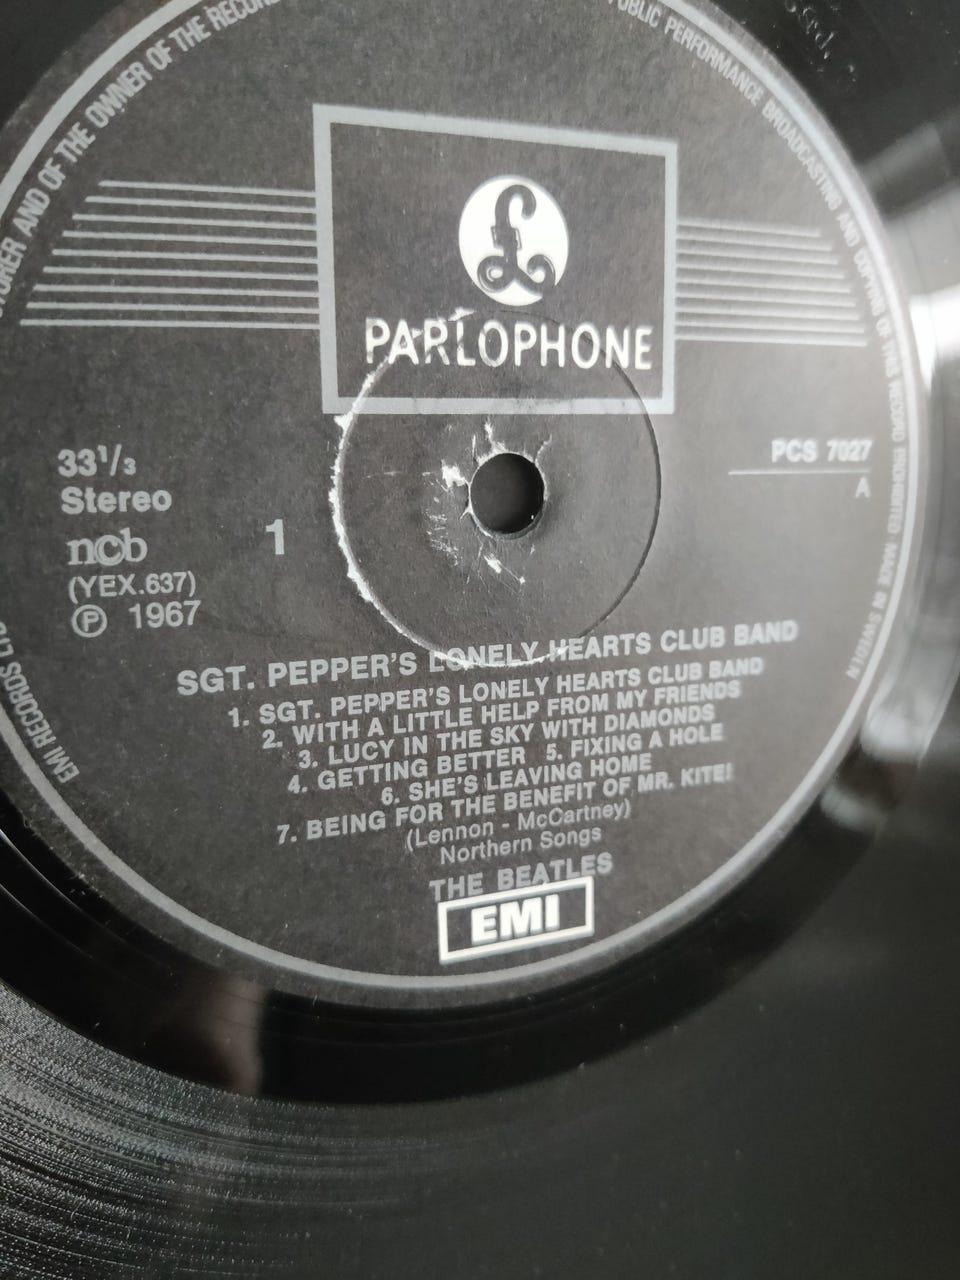 TURER AND OF THE OWNER OF THE RECORD
PUBLIC PERFORMANCE BROADCASTING AND COPYING OF THIS RECORD PROHIBITED · MADE IN SWEDEN
EMI RECORDS LTD
PARLOPHONE
33⅓
Stereo
ncb
(YEX.637)
℗ 1967
1
PCS 7027
A
SGT. PEPPER'S LONELY HEARTS CLUB BAND
1. SGT. PEPPER'S LONELY HEARTS CLUB BAND
2. WITH A LITTLE HELP FROM MY FRIENDS
3. LUCY IN THE SKY WITH DIAMONDS
4. GETTING BETTER 5. FIXING A HOLE
6. SHE'S LEAVING HOME
7. BEING FOR THE BENEFIT OF MR. KITE!
(Lennon - McCartney)
Northern Songs
THE BEATLES
EMI